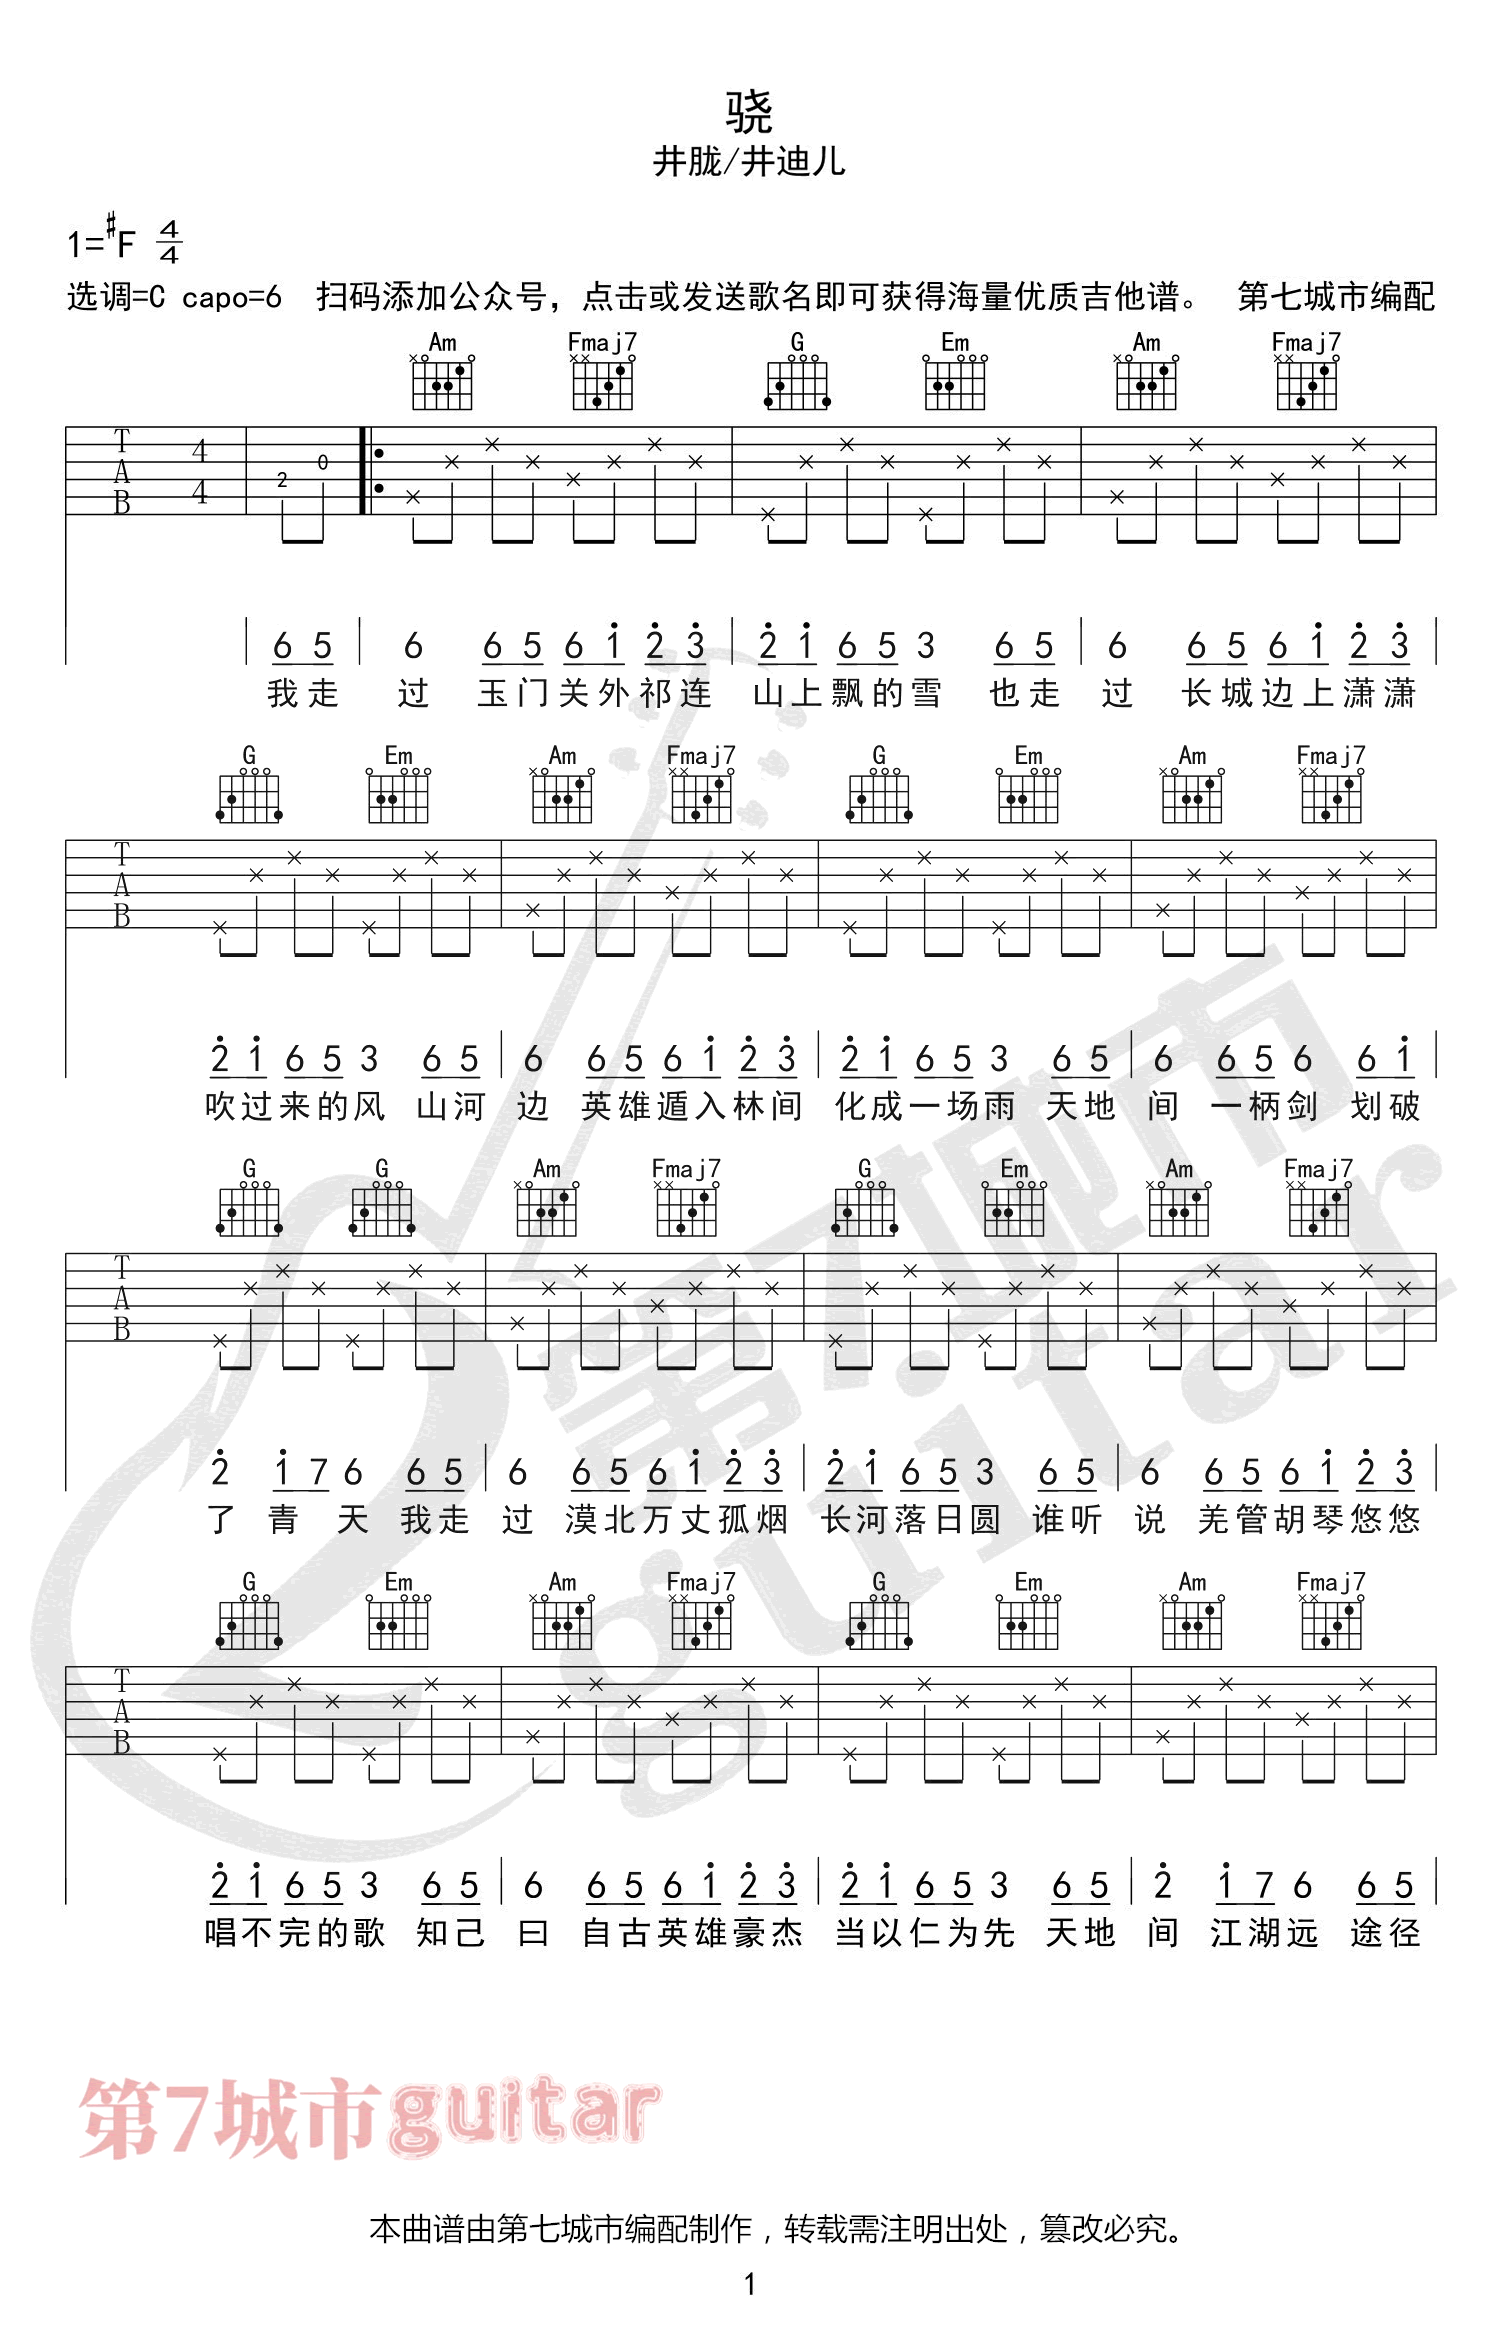 骁
井胧/井迪儿
1=#F 4/4
选调=C capo=6 扫码添加公众号，点击或发送歌名即可获得海量优质吉他谱。 第七城市编配
Am Fmaj7 G Em Am Fmaj7
T A B 4 4 2 0
6 5 6 6 5 6 1 2 3 2 1 6 5 3 6 5 6 6 5 6 1 2 3
我走过 玉门关外祁连山上飘的雪 也走过 长城边上潇潇
G Em Am Fmaj7 G Em Am Fmaj7
T A B
2 1 6 5 3 6 5 6 6 5 6 1 2 3 2 1 6 5 3 6 5 6 6 5 6 6 1
吹过来的风 山河边 英雄遁入林间 化成一场雨 天地间 一柄剑 划破
G G Am Fmaj7 G Em Am Fmaj7
T A B
2 1 7 6 6 5 6 6 5 6 1 2 3 2 1 6 5 3 6 5 6 6 5 6 1 2 3
了 青 天 我走过 漠北万丈孤烟 长河落日圆 谁听说 羌管胡琴悠悠
G Em Am Fmaj7 G Em Am Fmaj7
T A B
2 1 6 5 3 6 5 6 6 5 6 1 2 3 2 1 6 5 3 6 5 2 1 7 6 6 5
唱不完的歌 知己曰 自古英雄豪杰 当以仁为先 天地间 江湖远 途径
第7城市guitar
第7城市guitar
本曲谱由第七城市编配制作，转载需注明出处，篡改必究。
1